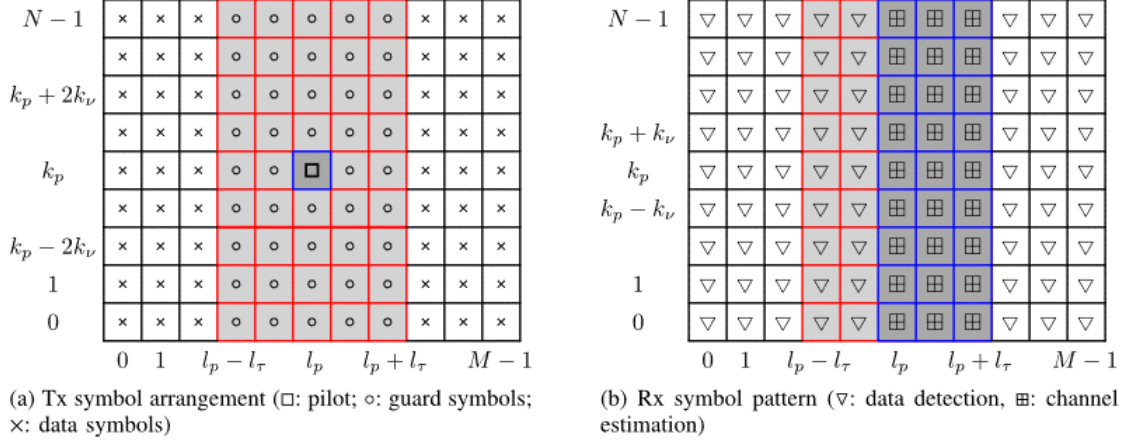 N − 1
k_p + 2k_ν
k_p
k_p − 2k_ν
1
0
0 1 l_p − l_τ l_p l_p + l_τ M − 1
(a) Tx symbol arrangement (□: pilot; ○: guard symbols;
×: data symbols)
N − 1
k_p + k_ν
k_p
k_p − k_ν
1
0
0 1 l_p − l_τ l_p l_p + l_τ M − 1
(b) Rx symbol pattern (▽: data detection, ⊞: channel
estimation)